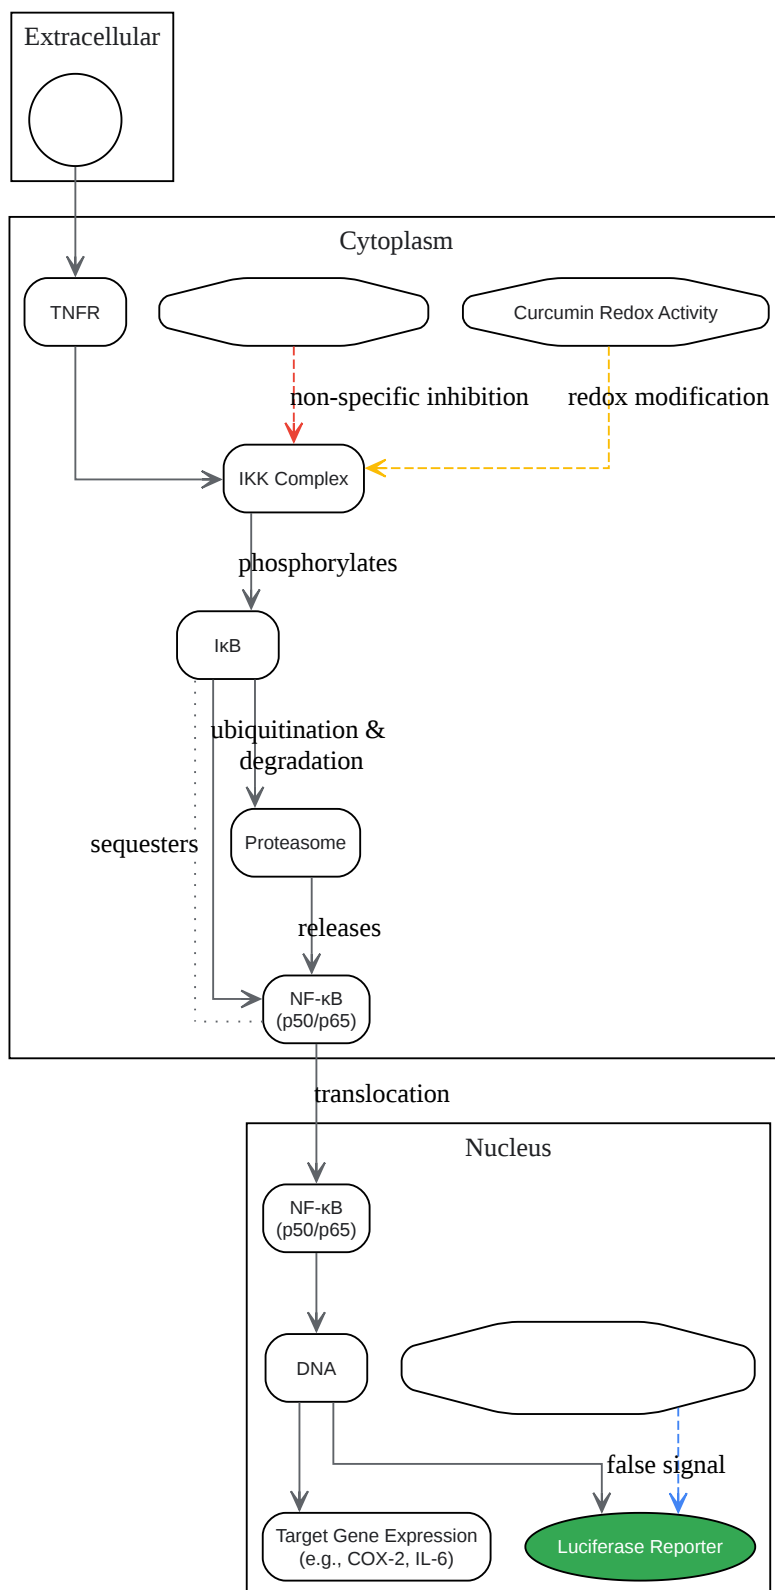 Extracellular
Cytoplasm
TNFR
Curcumin Redox Activity
non-specific inhibition
redox modification
IKK Complex
phosphorylates
IκB
ubiquitination &
degradation
sequesters
Proteasome
releases
NF-κB
(p50/p65)
translocation
Nucleus
NF-κB
(p50/p65)
DNA
false signal
Target Gene Expression
(e.g., COX-2, IL-6)
Luciferase Reporter